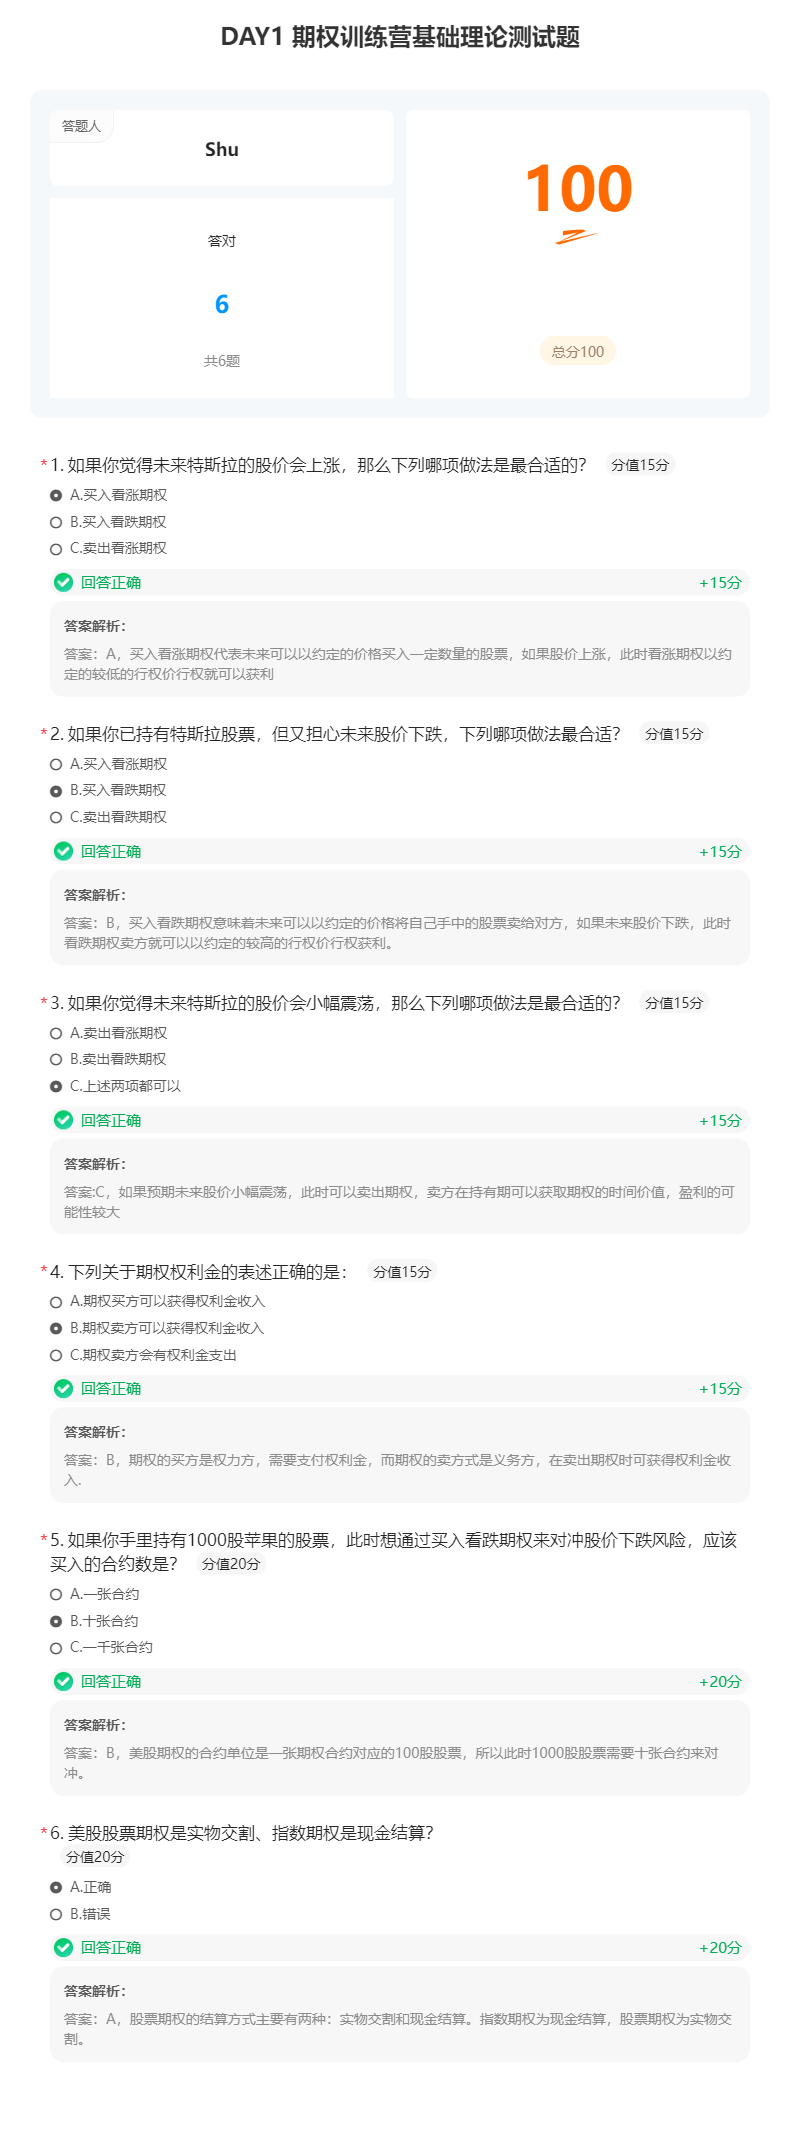 DAY1 期权训练营基础理论测试题
答题人
Shu
答对
6
共6题
100
总分100
*1. 如果你觉得未来特斯拉的股价会上涨，那么下列哪项做法是最合适的？ 分值15分
A.买入看涨期权
B.买入看跌期权
C.卖出看涨期权
回答正确 +15分
答案解析：
答案：A，买入看涨期权代表未来可以以约定的价格买入一定数量的股票，如果股价上涨，此时看涨期权以约
定的较低的行权价行权就可以获利
*2. 如果你已持有特斯拉股票，但又担心未来股价下跌，下列哪项做法最合适？ 分值15分
A.买入看涨期权
B.买入看跌期权
C.卖出看跌期权
回答正确 +15分
答案解析：
答案：B，买入看跌期权意味着未来可以以约定的价格将自己手中的股票卖给对方，如果未来股价下跌，此时
看跌期权卖方就可以以约定的较高的行权价行权获利。
*3. 如果你觉得未来特斯拉的股价会小幅震荡，那么下列哪项做法是最合适的？ 分值15分
A.卖出看涨期权
B.卖出看跌期权
C.上述两项都可以
回答正确 +15分
答案解析：
答案:C，如果预期未来股价小幅震荡，此时可以卖出期权，卖方在持有期可以获取期权的时间价值，盈利的可
能性较大
*4. 下列关于期权权利金的表述正确的是： 分值15分
A.期权买方可以获得权利金收入
B.期权卖方可以获得权利金收入
C.期权卖方会有权利金支出
回答正确 +15分
答案解析：
答案：B，期权的买方是权力方，需要支付权利金，而期权的卖方式是义务方，在卖出期权时可获得权利金收
入.
*5. 如果你手里持有1000股苹果的股票，此时想通过买入看跌期权来对冲股价下跌风险，应该
买入的合约数是？ 分值20分
A.一张合约
B.十张合约
C.一千张合约
回答正确 +20分
答案解析：
答案：B，美股期权的合约单位是一张期权合约对应的100股股票，所以此时1000股股票需要十张合约来对
冲。
*6. 美股股票期权是实物交割、指数期权是现金结算？
分值20分
A.正确
B.错误
回答正确 +20分
答案解析：
答案：A，股票期权的结算方式主要有两种：实物交割和现金结算。指数期权为现金结算，股票期权为实物交
割。